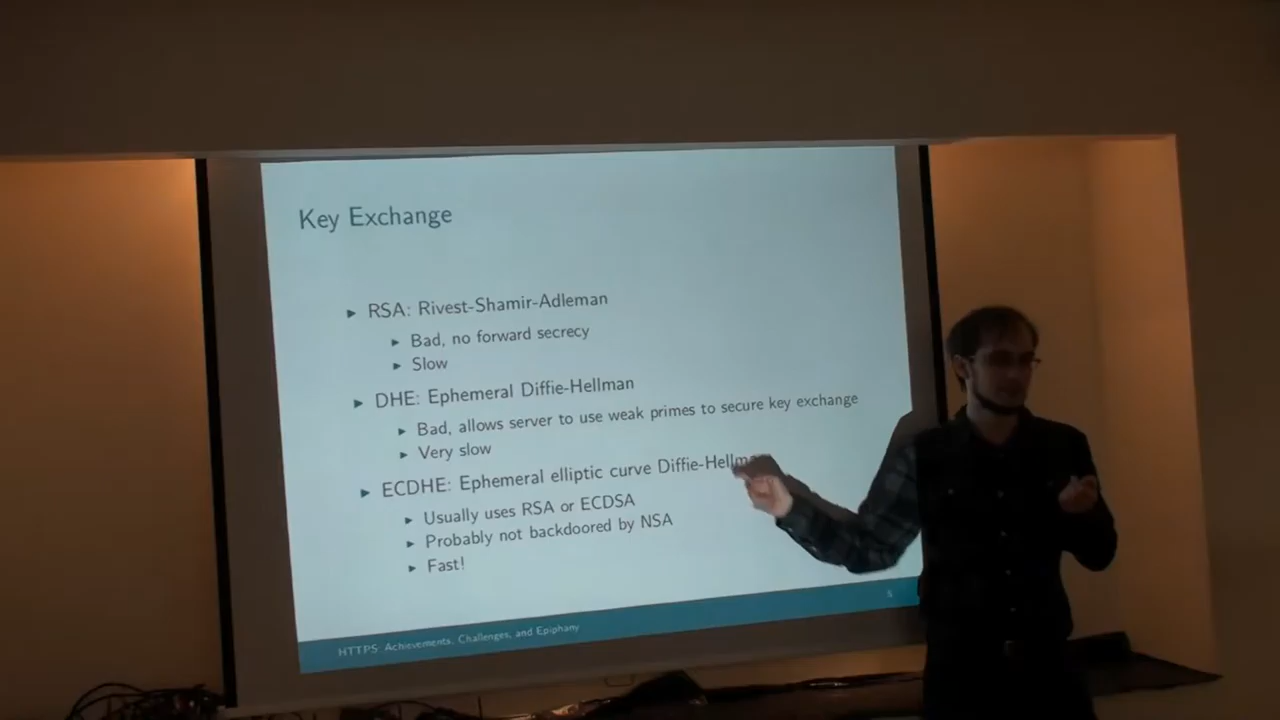 Key Exchange
▶ RSA: Rivest-Shamir-Adleman
▶ Bad, no forward secrecy
▶ Slow
▶ DHE: Ephemeral Diffie-Hellman
▶ Bad, allows server to use weak primes to secure key exchange
▶ Very slow
▶ ECDHE: Ephemeral elliptic curve Diffie-Hellm
▶ Usually uses RSA or ECDSA
▶ Probably not backdoored by NSA
▶ Fast!
HTTPS: Achievements, Challenges, and Epiphany